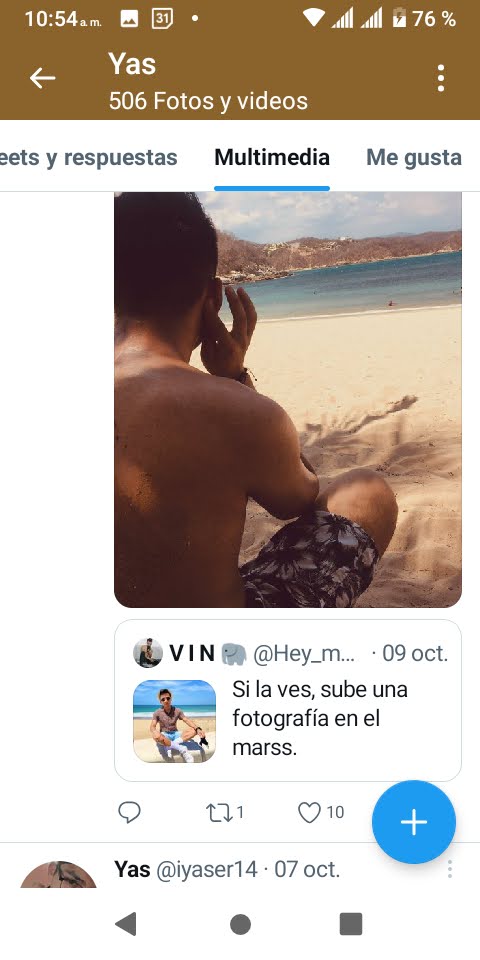 10:54 a. m. 31 76 %
Yas
506 Fotos y videos
eets y respuestas Multimedia Me gusta
V I N @Hey_m... · 09 oct.
Si la ves, sube una
fotografía en el
marss.
1 10
Yas @iyaser14 · 07 oct.